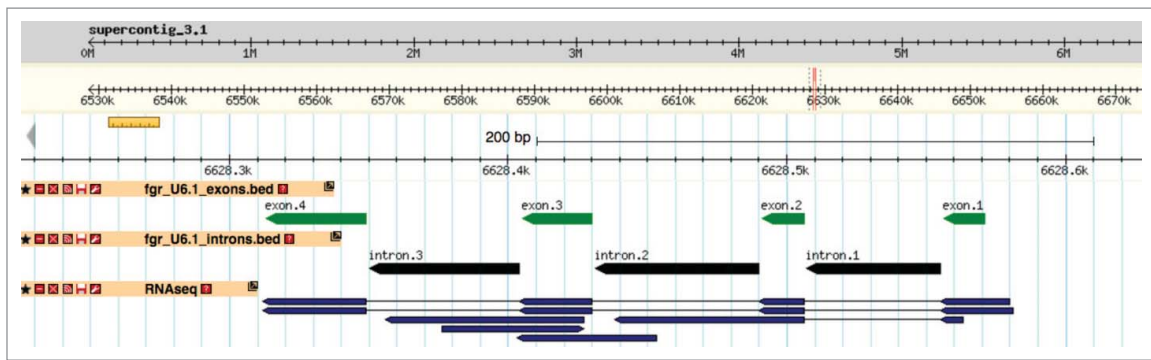 supercontig_3.1
0M 1M 2M 3M 4M 5M 6M
6530k 6540k 6550k 6560k 6570k 6580k 6590k 6600k 6610k 6620k 6630k 6640k 6650k 6660k 6670k
200 bp
6628.3k 6628.4k 6628.5k 6628.6k
fgr_U6.1_exons.bed ?
exon.4 exon.3 exon.2 exon.1
fgr_U6.1_introns.bed ?
intron.3 intron.2 intron.1
RNAseq ?